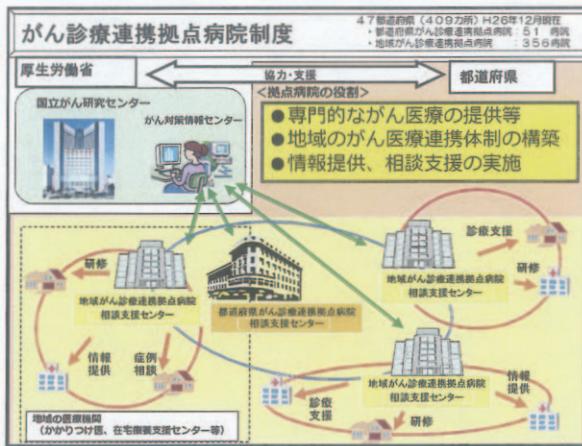 がん診療連携拠点病院制度
47都道府県（409カ所）H26年12月現在
・都道府県がん診療連携拠点病院：51 病院
・地域がん診療連携拠点病院 ：356病院
厚生労働省
協力・支援
都道府県
国立がん研究センター
がん対策情報センター
＜拠点病院の役割＞
●専門的ながん医療の提供等
●地域のがん医療連携体制の構築
●情報提供、相談支援の実施
研修
地域がん診療連携拠点病院
相談支援センター
都道府県がん診療連携拠点病院
相談支援センター
診療支援
研修
地域がん診療連携拠点病院
相談支援センター
情報
提供
症例
相談
地域がん診療連携拠点病院
相談支援センター
診療
支援
研修
情報
提供
地域の医療機関
（かかりつけ医、在宅療養支援センター等）